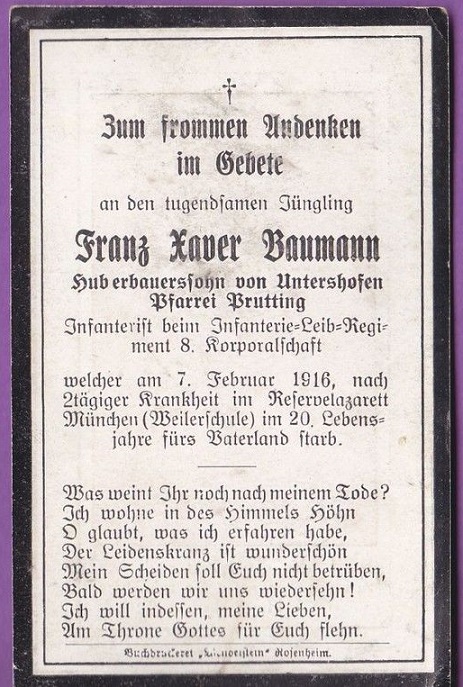 †
Zum frommen Andenken
im Gebete
an den tugendsamen Jüngling
Franz Xaver Baumann
Huberbauerssohn von Untershofen
Pfarrei Prutting
Infanterist beim Infanterie=Leib=Regi=
ment 8. Korporalschaft
welcher am 7. Februar 1916, nach
2tägiger Krankheit im Reservelazarett
München (Weilerschule) im 20. Lebens=
jahre fürs Vaterland starb.
Was weint Ihr noch nach meinem Tode?
Ich wohne in des Himmels Höhn
O glaubt, was ich erfahren habe,
Der Leidenskranz ist wunderschön
Mein Scheiden soll Euch nicht betrüben,
Bald werden wir uns wiedersehn!
Ich will indessen, meine Lieben,
Am Throne Gottes für Euch flehn.
Buchdruckerei Rosenheim.